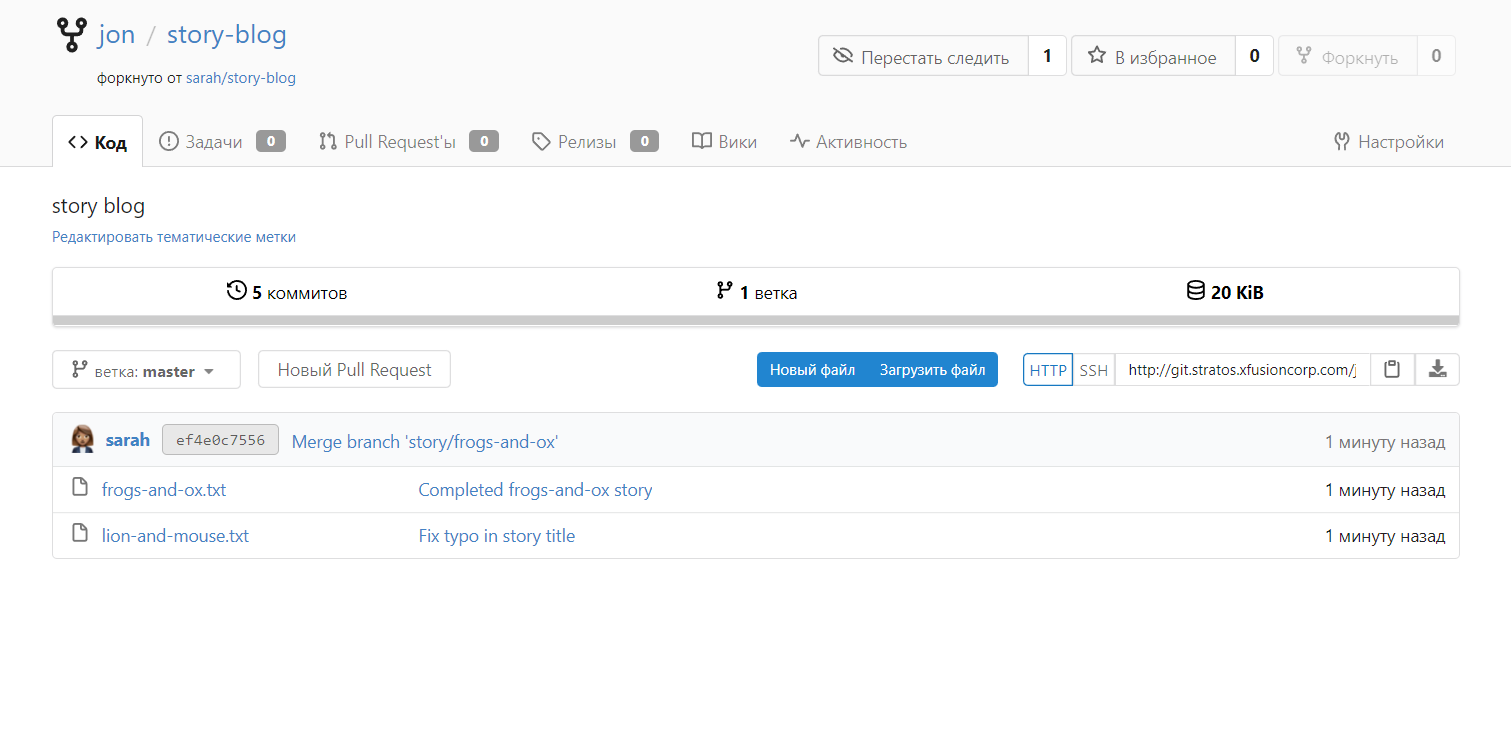 jon / story-blog
Перестать следить 1 В избранное 0 Форкнуть 0
форкнуто от sarah/story-blog
Код Задачи 0 Pull Request'ы 0 Релизы 0 Вики Активность Настройки
story blog
Редактировать тематические метки
5 коммитов 1 ветка 20 KiB
ветка: master Новый Pull Request Новый файл Загрузить файл HTTP SSH http://git.stratos.xfusioncorp.com/j
sarah ef4e0c7556 Merge branch 'story/frogs-and-ox' 1 минуту назад
frogs-and-ox.txt Completed frogs-and-ox story 1 минуту назад
lion-and-mouse.txt Fix typo in story title 1 минуту назад